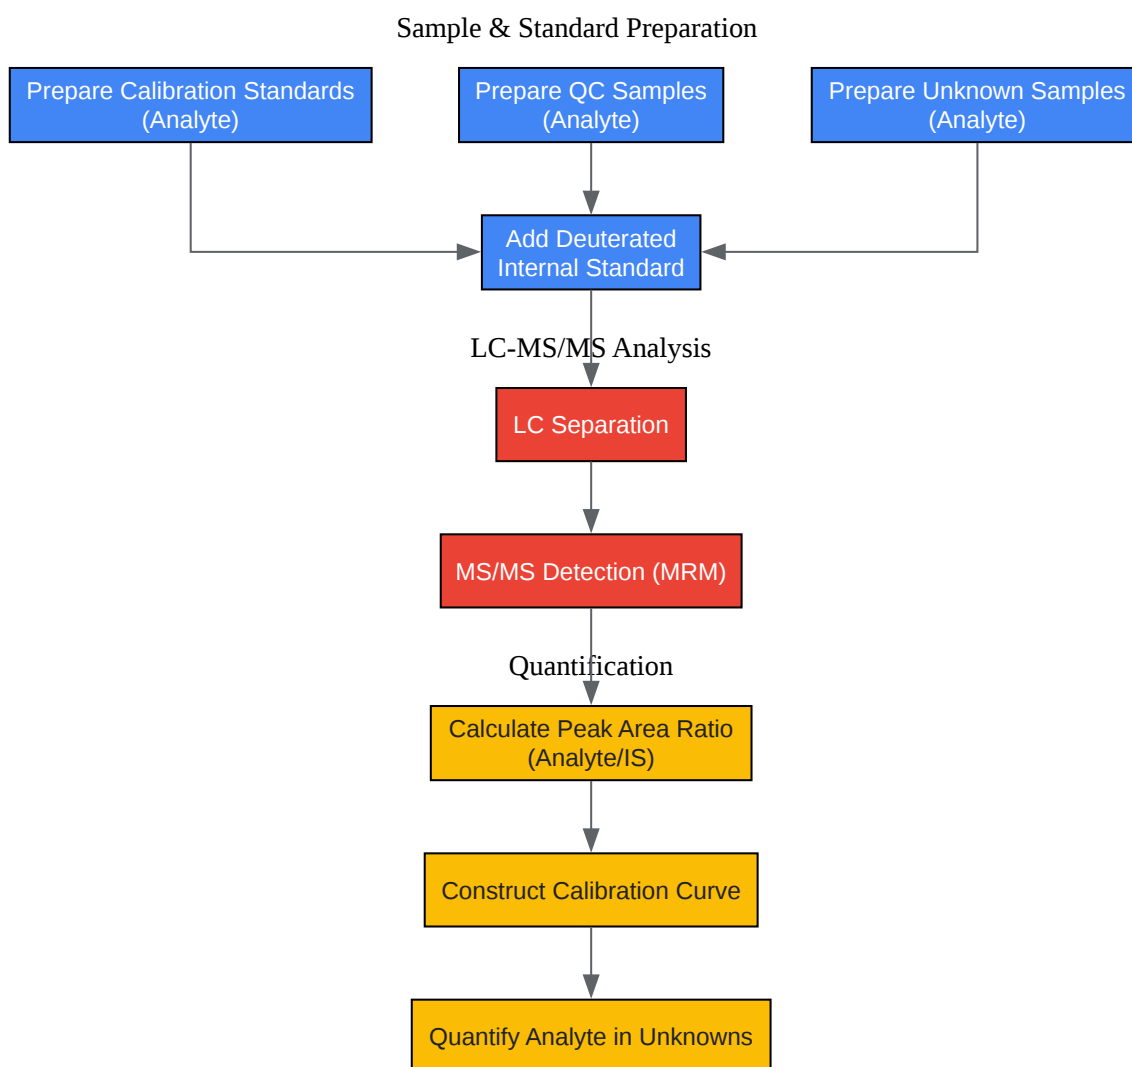 Sample & Standard Preparation
Prepare Calibration Standards
(Analyte)
Prepare QC Samples
(Analyte)
Prepare Unknown Samples
(Analyte)
Add Deuterated
Internal Standard
LC-MS/MS Analysis
LC Separation
MS/MS Detection (MRM)
Quantification
Calculate Peak Area Ratio
(Analyte/IS)
Construct Calibration Curve
Quantify Analyte in Unknowns